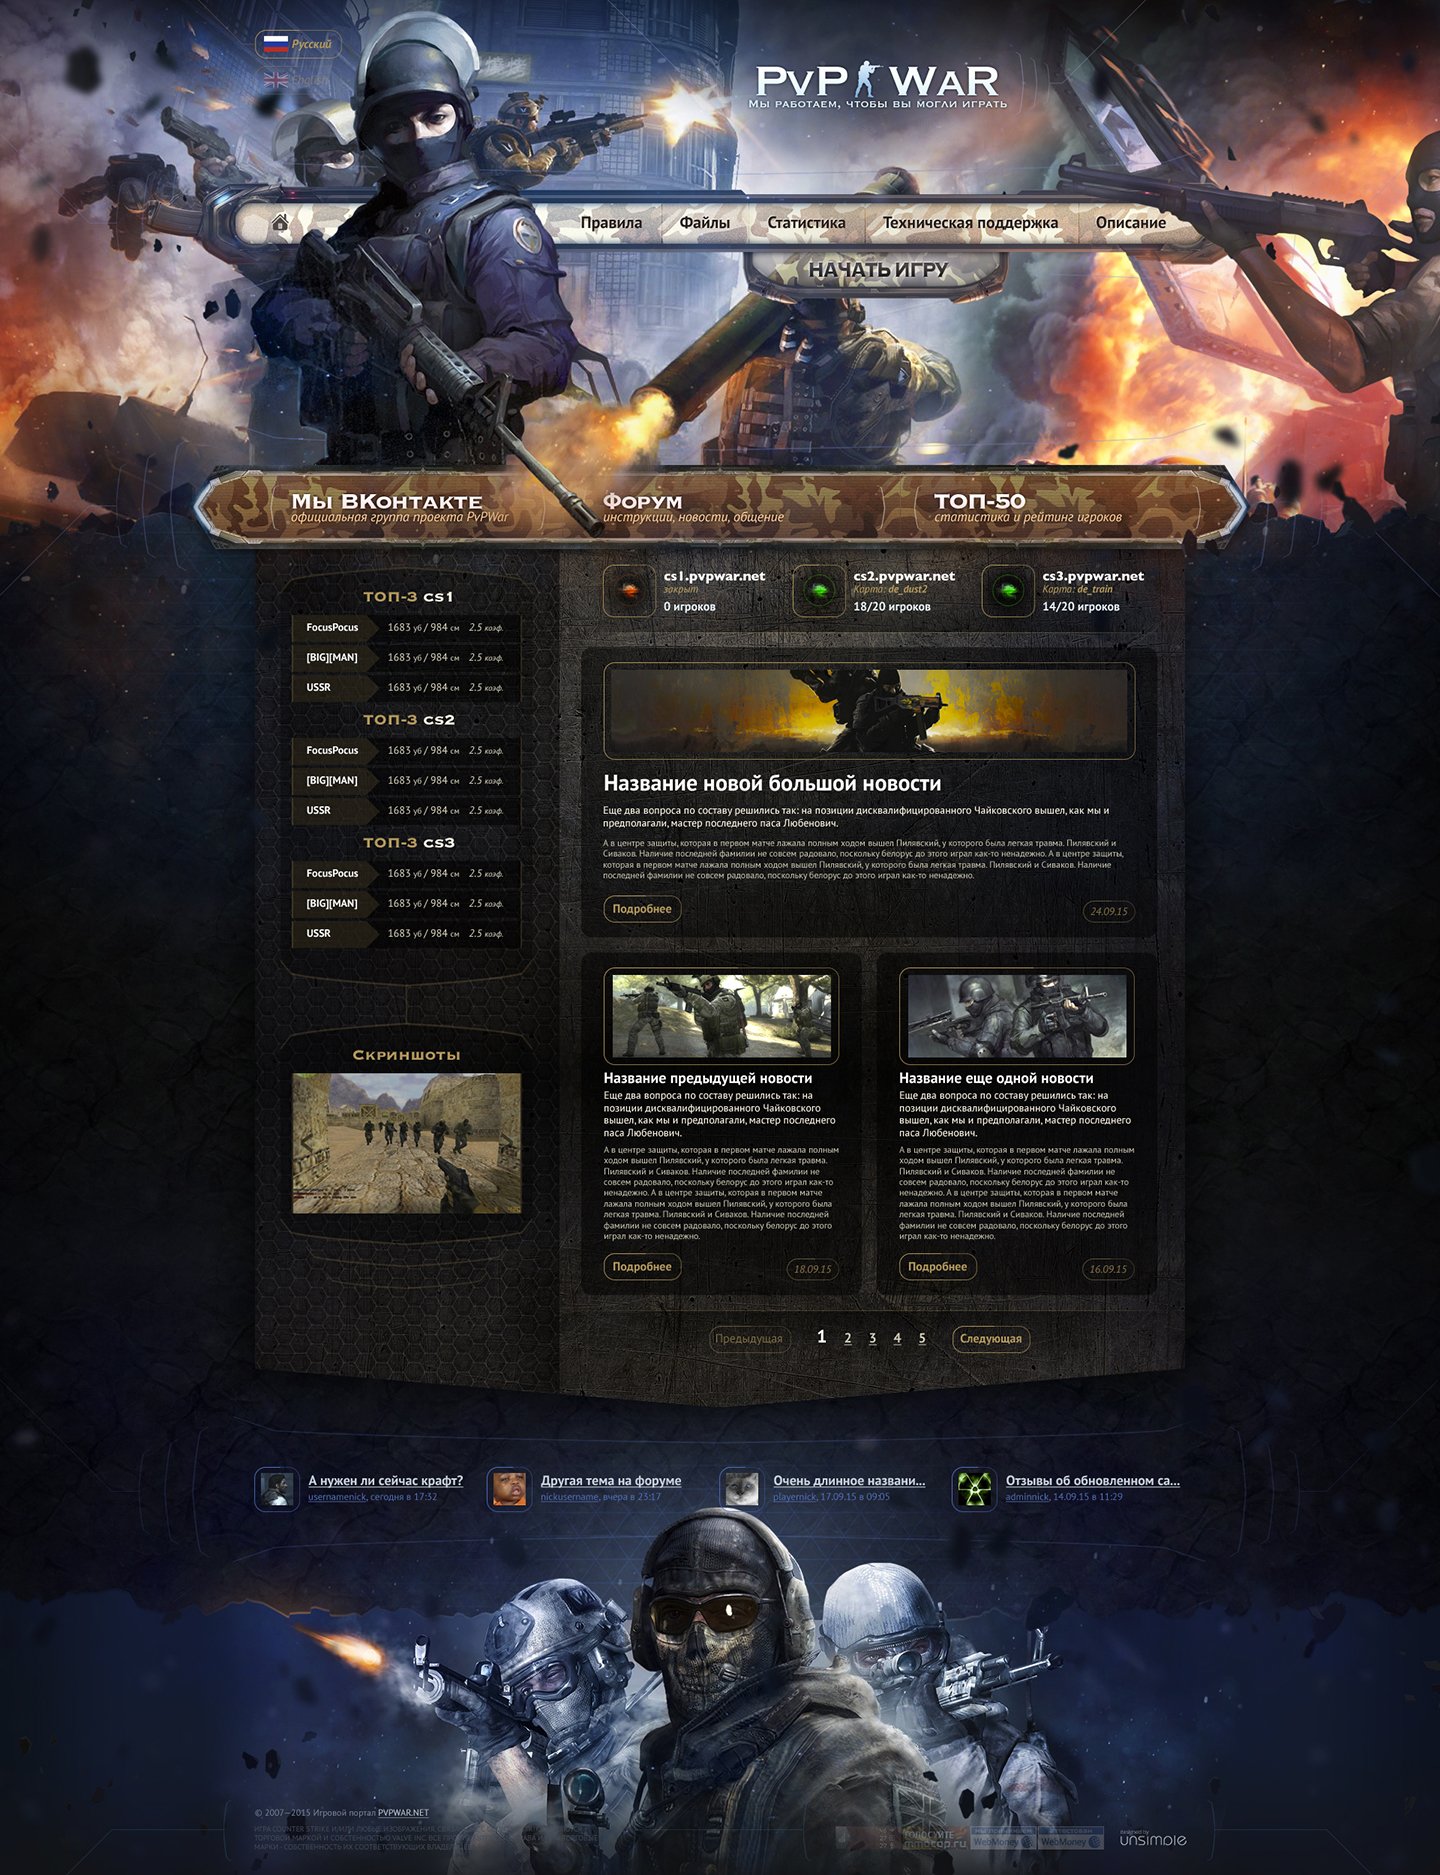 Русский
English
PvP WaR
Мы работаем, чтобы вы могли играть
Правила
Файлы
Статистика
Техническая поддержка
Описание
НАЧАТЬ ИГРУ
Мы ВКонтакте
официальная группа проекта PvPWar
Форум
инструкции, новости, общение
ТОП-50
статистика и рейтинг игроков
cs1.pvpwar.net
закрыт
0 игроков
cs2.pvpwar.net
Карта: de_dust2
18/20 игроков
cs3.pvpwar.net
Карта: de_train
14/20 игроков
ТОП-3 cs1
FocusPocus 1683 уб / 984 см 2.5 коэф.
[BIG][MAN] 1683 уб / 984 см 2.5 коэф.
USSR 1683 уб / 984 см 2.5 коэф.
ТОП-3 cs2
FocusPocus 1683 уб / 984 см 2.5 коэф.
[BIG][MAN] 1683 уб / 984 см 2.5 коэф.
USSR 1683 уб / 984 см 2.5 коэф.
ТОП-3 cs3
FocusPocus 1683 уб / 984 см 2.5 коэф.
[BIG][MAN] 1683 уб / 984 см 2.5 коэф.
USSR 1683 уб / 984 см 2.5 коэф.
Скриншоты
Название новой большой новости
Еще два вопроса по составу решились так: на позиции дисквалифицированного Чайковского вышел, как мы и
предполагали, мастер последнего паса Любенович.
А в центре защиты, которая в первом матче лажала полным ходом вышел Пилявский, у которого была легкая травма. Пилявский и
Сиваков. Наличие последней фамилии не совсем радовало, поскольку белорус до этого играл как-то ненадежно. А в центре защиты,
которая в первом матче лажала полным ходом вышел Пилявский, у которого была легкая травма. Пилявский и Сиваков. Наличие
последней фамилии не совсем радовало, поскольку белорус до этого играл как-то ненадежно.
Подробнее
24.09.15
Название предыдущей новости
Еще два вопроса по составу решились так: на
позиции дисквалифицированного Чайковского
вышел, как мы и предполагали, мастер последнего
паса Любенович.
А в центре защиты, которая в первом матче лажала полным
ходом вышел Пилявский, у которого была легкая травма.
Пилявский и Сиваков. Наличие последней фамилии не
совсем радовало, поскольку белорус до этого играл как-то
ненадежно. А в центре защиты, которая в первом матче
лажала полным ходом вышел Пилявский, у которого была
легкая травма. Пилявский и Сиваков. Наличие последней
фамилии не совсем радовало, поскольку белорус до этого
играл как-то ненадежно.
Подробнее
18.09.15
Название еще одной новости
Еще два вопроса по составу решились так: на
позиции дисквалифицированного Чайковского
вышел, как мы и предполагали, мастер последнего
паса Любенович.
А в центре защиты, которая в первом матче лажала полным
ходом вышел Пилявский, у которого была легкая травма.
Пилявский и Сиваков. Наличие последней фамилии не
совсем радовало, поскольку белорус до этого играл как-то
ненадежно. А в центре защиты, которая в первом матче
лажала полным ходом вышел Пилявский, у которого была
легкая травма. Пилявский и Сиваков. Наличие последней
фамилии не совсем радовало, поскольку белорус до этого
играл как-то ненадежно.
Подробнее
16.09.15
Предыдущая 1 2 3 4 5 Следующая
А нужен ли сейчас крафт?
usernamenick, сегодня в 17:32
Другая тема на форуме
nickusername, вчера в 23:17
Очень длинное названи...
playernick, 17.09.15 в 09:05
Отзывы об обновленном са...
adminnick, 14.09.15 в 11:29
© 2007—2015 Игровой портал PVPWAR.NET
ИГРА COUNTER STRIKE И/ИЛИ ЛЮБЫЕ ИЗОБРАЖЕНИЯ
ТОРГОВОЙ МАРКОЙ И СОБСТВЕННОСТЬЮ VALVE INC. ВСЕ
МАРКИ - СОБСТВЕННОСТЬ ИХ СООТВЕТСТВУЮЩИХ
WebMoney
WebMoney
designed by
unsimple